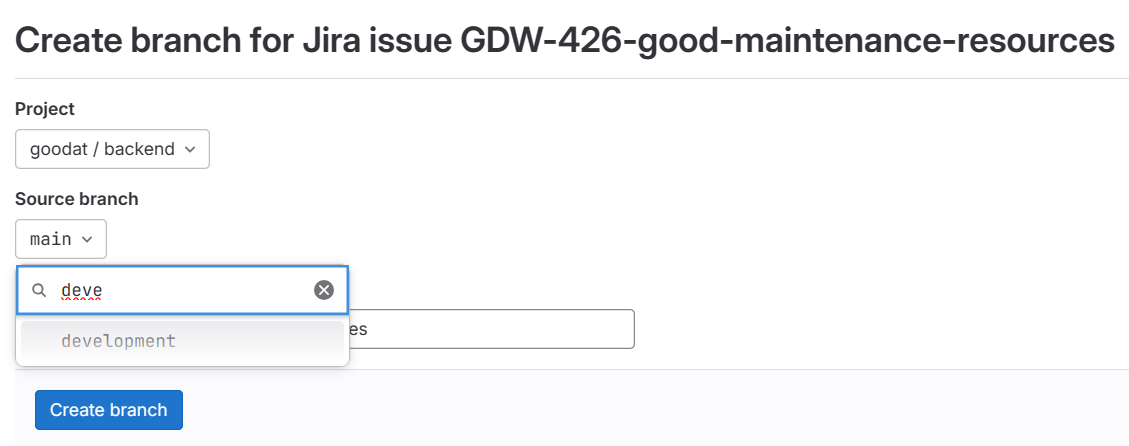 Create branch for Jira issue GDW-426-good-maintenance-resources
Project
goodat / backend
Source branch
main
deve
development
es
Create branch